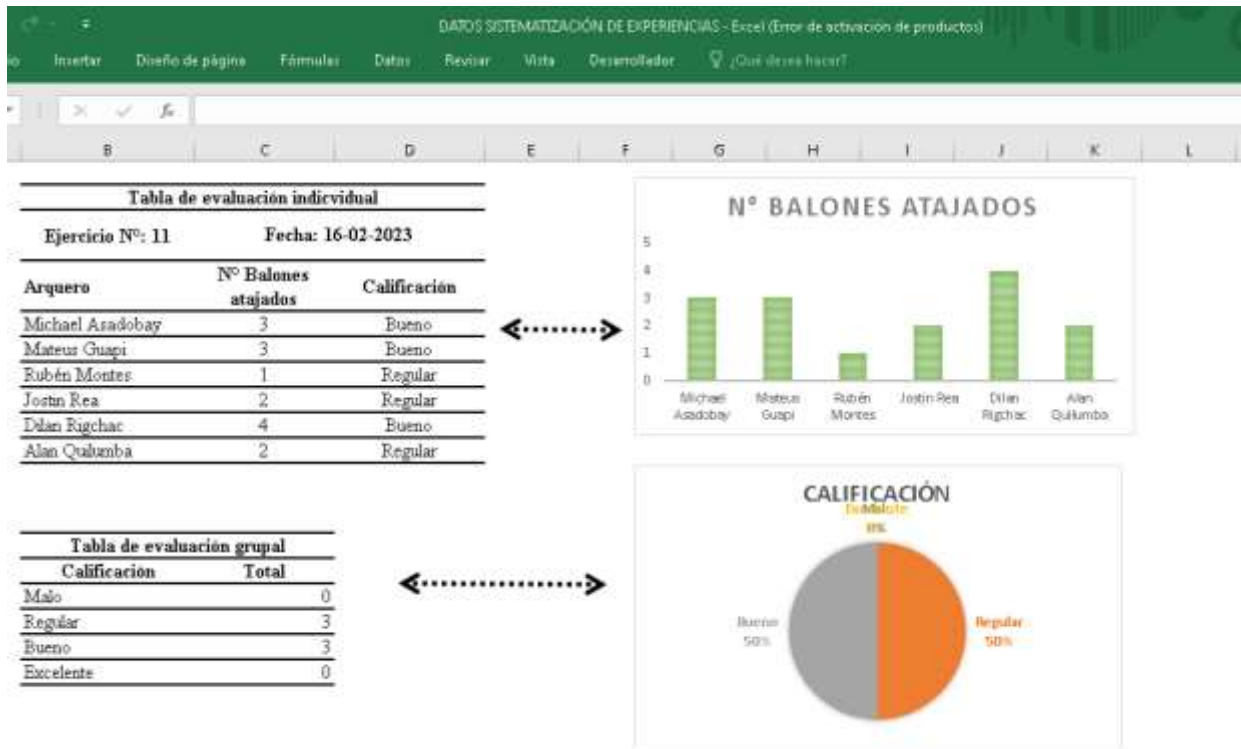 DATOS SISTEMATIZACIÓN DE EXPERIENCIAS - Excel (Error de activación de productos)
Insertar Diseño de página Fórmulas Datos Revisar Vista Desarrollador ¿Qué desea hacer?
fx
B C D E F G H I J K L
Tabla de evaluación indicvidual
Ejercicio Nº: 11 Fecha: 16-02-2023
Arquero Nº Balones atajados Calificación
Michael Asadobay 3 Bueno
Mateus Guapi 3 Bueno
Rubén Montes 1 Regular
Jostin Rea 2 Regular
Dilan Rigchac 4 Bueno
Alan Quilumba 2 Regular
Nº BALONES ATAJADOS
5
4
3
2
1
0
Michael Asadobay Mateus Guapi Rubén Montes Jostin Rea Dilan Rigchac Alan Quilumba
Tabla de evaluación grupal
Calificación Total
Malo 0
Regular 3
Bueno 3
Excelente 0
CALIFICACIÓN
0%
Bueno
50%
Regular
50%